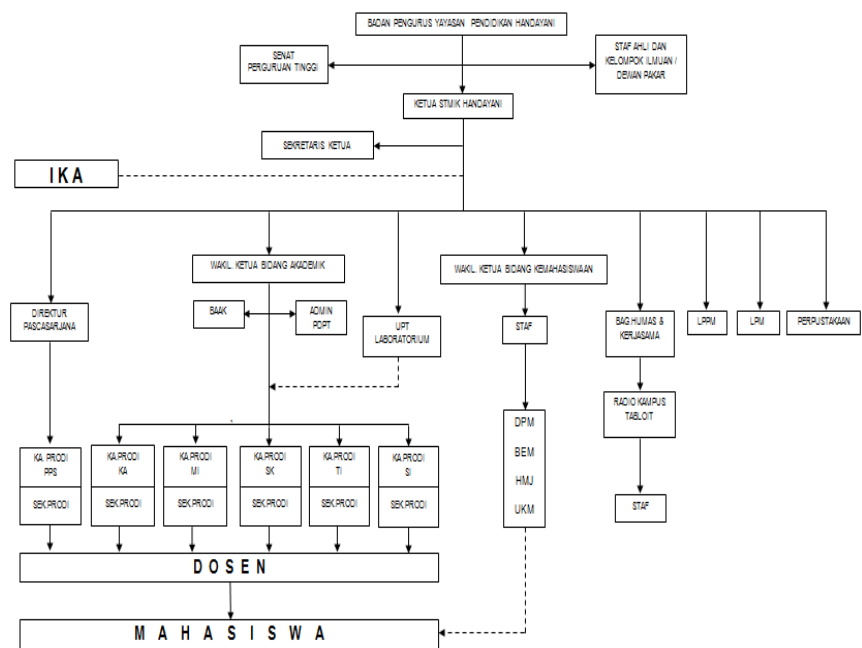 BADAN PENGURUS YAYASAN PENDIDIKAN HANDAYANI
SENAT
PERGURUAN TINGGI
STAF AHLI DAN
KELOMPOK ILMUAN /
DEWAN PAKAR
KETUA STMIK HANDAYANI
SEKRETARIS KETUA
IKA
WAKIL. KETUA BIDANG AKADEMIK
WAKIL. KETUA BIDANG KEMAHASISWAAN
DIREKTUR
PASCASARJANA
BAAK
ADMIN
PDPT
UPT
LABORATORIUM
STAF
BAG.HUMAS &
KERJASAMA
LPPM
LPM
PERPUSTAKAAN
RADIO KAMPUS
TABLOIT
STAF
DPM
BEM
HMJ
UKM
KA. PRODI
PPS
SEK.PRODI
KA.PRODI
KA
SEK.PRODI
KA.PRODI
MI
SEK.PRODI
KA.PRODI
SK
SEK.PRODI
KA.PRODI
TI
SEK.PRODI
KA.PRODI
SI
SEK.PRODI
DOSEN
MAHASISWA